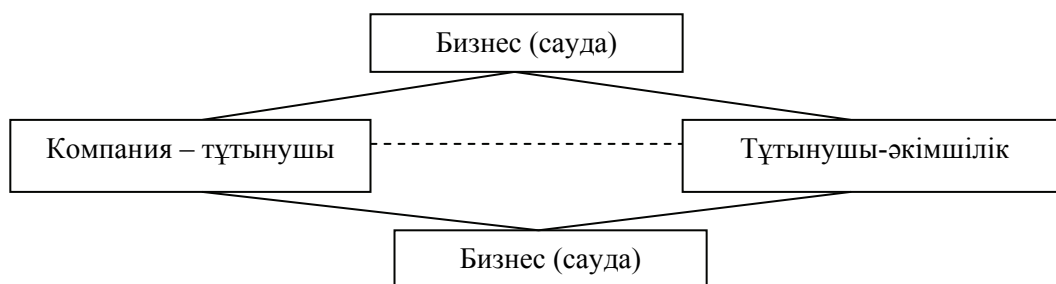 Бизнес (сауда)
Компания – тұтынушы
Тұтынушы-әкімшілік
Бизнес (сауда)